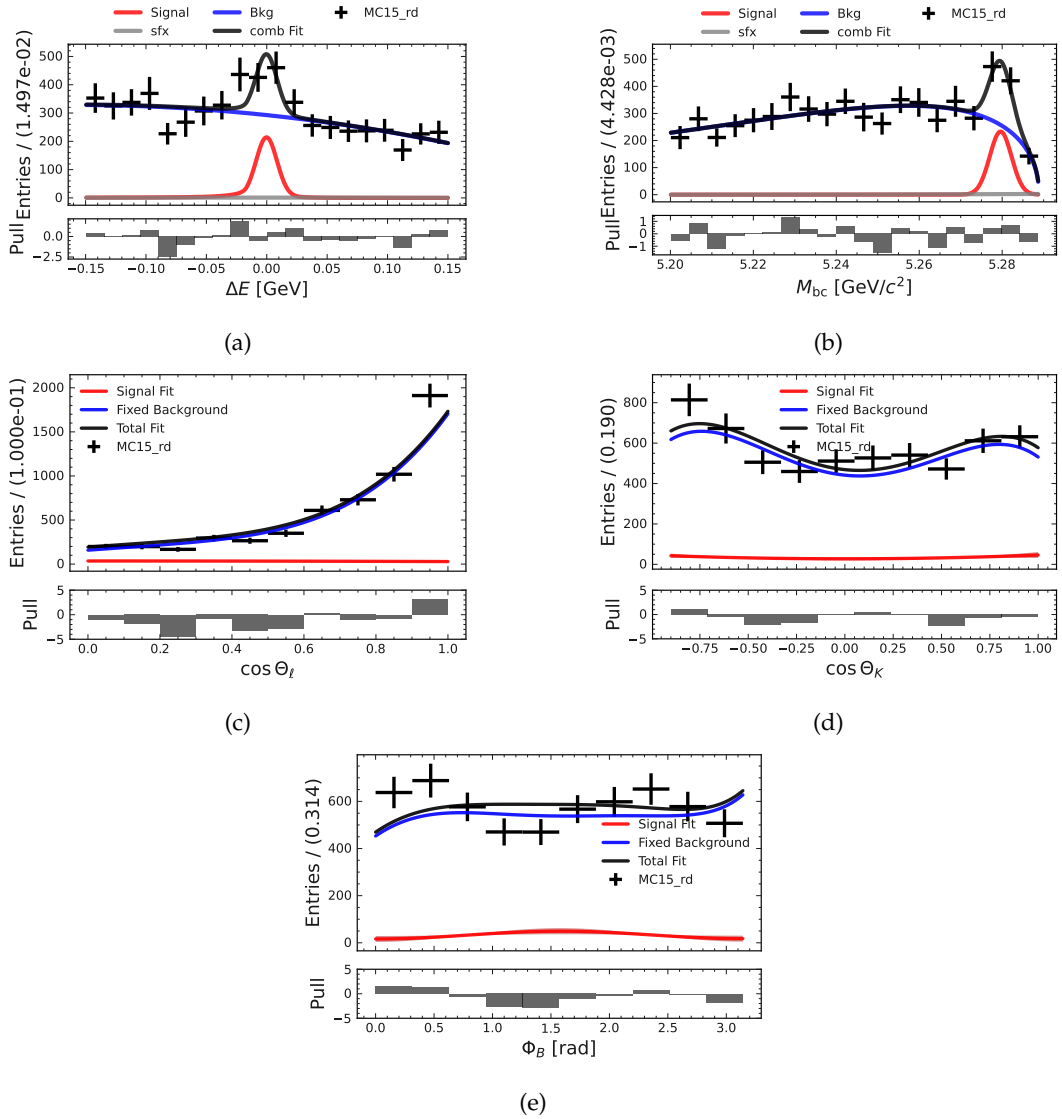 Signal Bkg MC15_rd
sfx comb Fit
Entries / (1.497e-02)
500
400
300
200
100
0
Pull
0.0
−2.5
−0.15 −0.10 −0.05 0.00 0.05 0.10 0.15
ΔE [GeV]
(a)
Signal Bkg MC15_rd
sfx comb Fit
Entries / (4.428e-03)
500
400
300
200
100
0
Pull
1
0
−1
5.20 5.22 5.24 5.26 5.28
M_bc [GeV/c²]
(b)
Entries / (1.000e-01)
2000
1500
1000
500
0
Signal Fit
Fixed Background
Total Fit
MC15_rd
Pull
5
0
−5
0.0 0.2 0.4 0.6 0.8 1.0
cos Θ_ℓ
(c)
Entries / (0.190)
800
600
400
200
0
Signal Fit
Fixed Background
Total Fit
MC15_rd
Pull
5
0
−5
−0.75 −0.50 −0.25 0.00 0.25 0.50 0.75 1.00
cos Θ_K
(d)
Entries / (0.314)
600
400
200
0
Signal Fit
Fixed Background
Total Fit
MC15_rd
Pull
5
0
−5
0.0 0.5 1.0 1.5 2.0 2.5 3.0
Φ_B [rad]
(e)